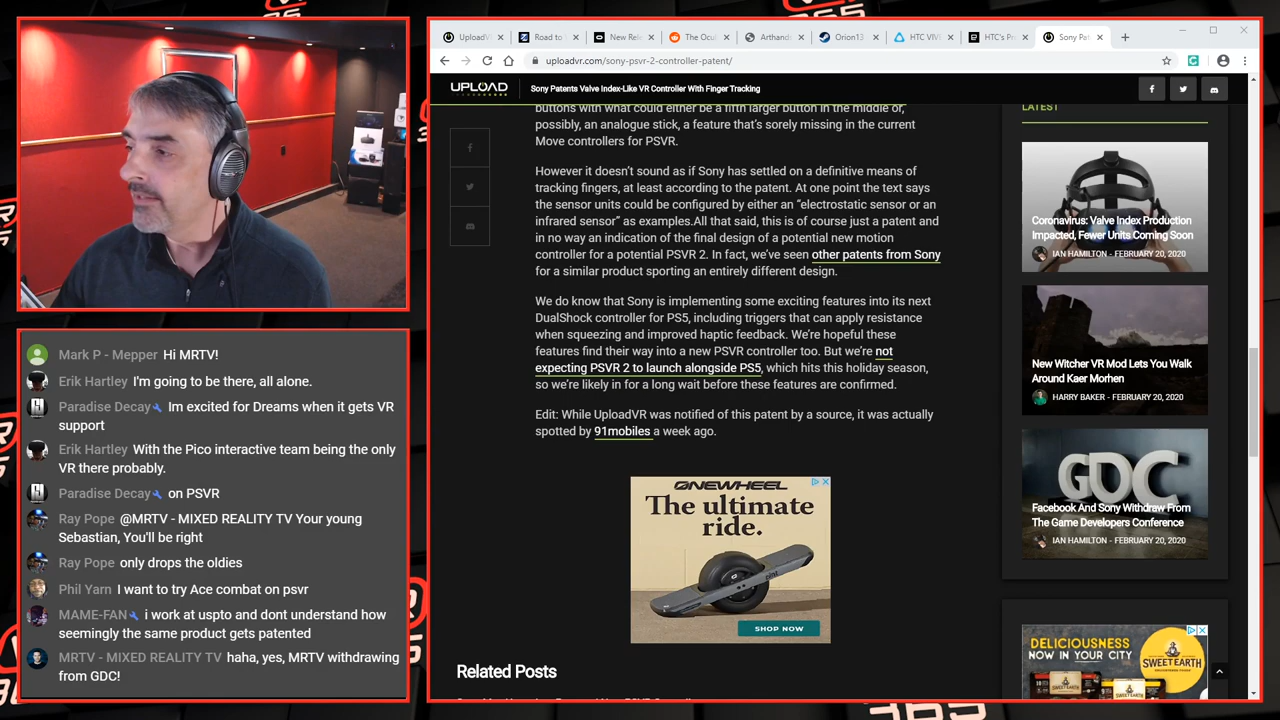 Mark P - Mepper Hi MRTV!
Erik Hartley I'm going to be there, all alone.
Paradise Decay Im excited for Dreams when it gets VR
support
Erik Hartley With the Pico interactive team being the only
VR there probably.
Paradise Decay on PSVR
Ray Pope @MRTV - MIXED REALITY TV Your young
Sebastian, You'll be right
Ray Pope only drops the oldies
Phil Yarn I want to try Ace combat on psvr
MAME-FAN i work at uspto and dont understand how
seemingly the same product gets patented
MRTV - MIXED REALITY TV haha, yes, MRTV withdrawing
from GDC!
UploadV
Road to
New Rele
The Ocul
Arthands
Orion13
HTC VIV
HTC's Pr
Sony Pat
uploadvr.com/sony-psvr-2-controller-patent/
UPLOAD
Sony Patents Valve Index-Like VR Controller With Finger Tracking
buttons with what could either be a fifth larger button in the middle or,
possibly, an analogue stick, a feature that's sorely missing in the current
Move controllers for PSVR.
However it doesn't sound as if Sony has settled on a definitive means of
tracking fingers, at least according to the patent. At one point the text says
the sensor units could be configured by either an "electrostatic sensor or an
infrared sensor" as examples.All that said, this is of course just a patent and
in no way an indication of the final design of a potential new motion
controller for a potential PSVR 2. In fact, we've seen other patents from Sony
for a similar product sporting an entirely different design.
We do know that Sony is implementing some exciting features into its next
DualShock controller for PS5, including triggers that can apply resistance
when squeezing and improved haptic feedback. We're hopeful these
features find their way into a new PSVR controller too. But we're not
expecting PSVR 2 to launch alongside PS5, which hits this holiday season,
so we're likely in for a long wait before these features are confirmed.
Edit: While UploadVR was notified of this patent by a source, it was actually
spotted by 91mobiles a week ago.
ONEWHEEL
The ultimate
ride.
SHOP NOW
Related Posts
LATEST
Coronavirus: Valve Index Production
Impacted, Fewer Units Coming Soon
IAN HAMILTON - FEBRUARY 20, 2020
New Witcher VR Mod Lets You Walk
Around Kaer Morhen
HARRY BAKER - FEBRUARY 20, 2020
GDC
Facebook And Sony Withdraw From
The Game Developers Conference
IAN HAMILTON - FEBRUARY 20, 2020
DELICIOUSNESS
NOW IN YOUR CITY
SWEET EARTH